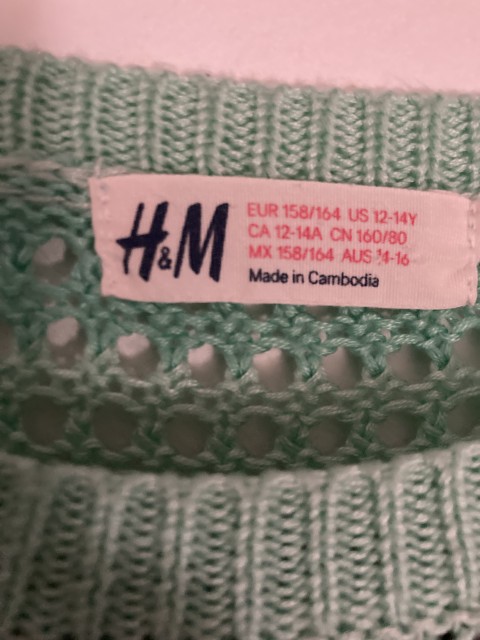 H&M
EUR 158/164 US 12-14Y
CA 12-14A CN 160/80
MX 158/164 AUS 14-16
Made in Cambodia